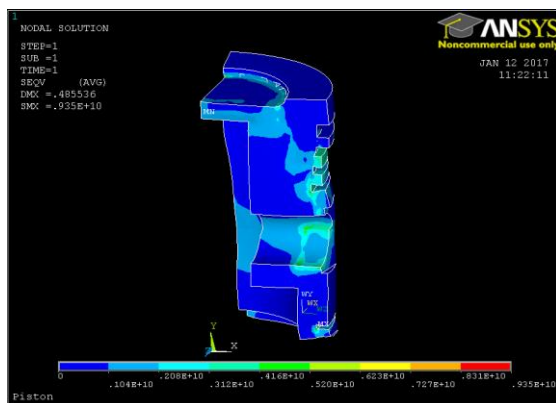 1
NODAL SOLUTION
STEP=1
SUB =1
TIME=1
SEQV (AVG)
DMX =.485536
SMX =.935E+10
ANSYS
Noncommercial use only
JAN 12 2017
11:22:11
MN
WY
WX
MX
Y
X
0 .208E+10 .416E+10 .623E+10 .831E+10
.104E+10 .312E+10 .520E+10 .727E+10 .935E+10
Piston